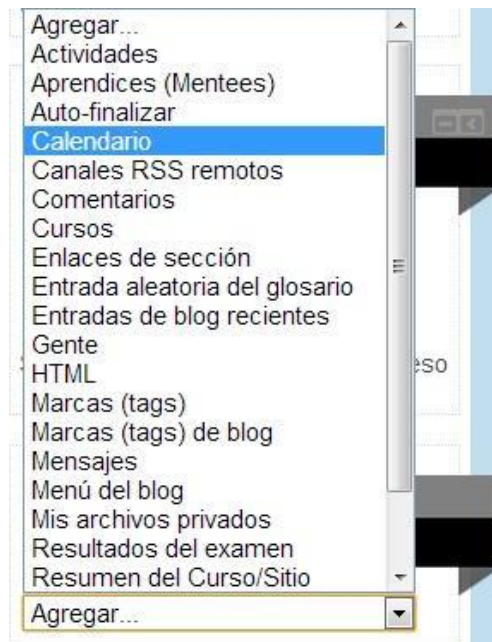 Agregar...
Actividades
Aprendices (Mentees)
Auto-finalizar
Calendario
Canales RSS remotos
Comentarios
Cursos
Enlaces de sección
Entrada aleatoria del glosario
Entradas de blog recientes
Gente
eso
HTML
Marcas (tags)
Marcas (tags) de blog
Mensajes
Menú del blog
Mis archivos privados
Resultados del examen
Resumen del Curso/Sitio
Agregar...